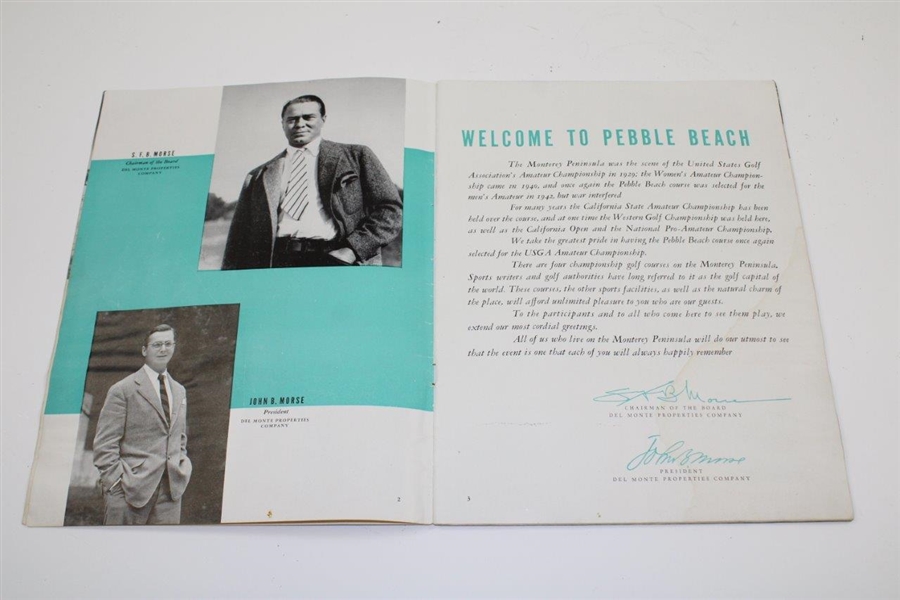 S. F. B. MORSE
Chairman of the Board
DEL MONTE PROPERTIES
COMPANY
JOHN B. MORSE
President
DEL MONTE PROPERTIES
COMPANY
2
WELCOME TO PEBBLE BEACH
The Monterey Peninsula was the scene of the United States Golf
Association's Amateur Championship in 1929; the Women's Amateur Champion-
ship came in 1940, and once again the Pebble Beach course was selected for the
men's Amateur in 1942, but war interfered
For many years the California State Amateur Championship has been
held over the course, and at one time the Western Golf Championship was held here,
as well as the California Open and the National Pro-Amateur Championship.
We take the greatest pride in having the Pebble Beach course once again
selected for the USGA Amateur Championship.
There are four championship golf courses on the Monterey Peninsula.
Sports writers and golf authorities have long referred to it as the golf capital of
the world. These courses, the other sports facilities, as well as the natural charm of
the place, will afford unlimited pleasure to you who are our guests.
To the participants and to all who come here to see them play, we
extend our most cordial greetings.
All of us who live on the Monterey Peninsula will do our utmost to see
that the event is one that each of you will always happily remember
S F B Morse
CHAIRMAN OF THE BOARD
DEL MONTE PROPERTIES COMPANY
John B Morse
PRESIDENT
DEL MONTE PROPERTIES COMPANY
3